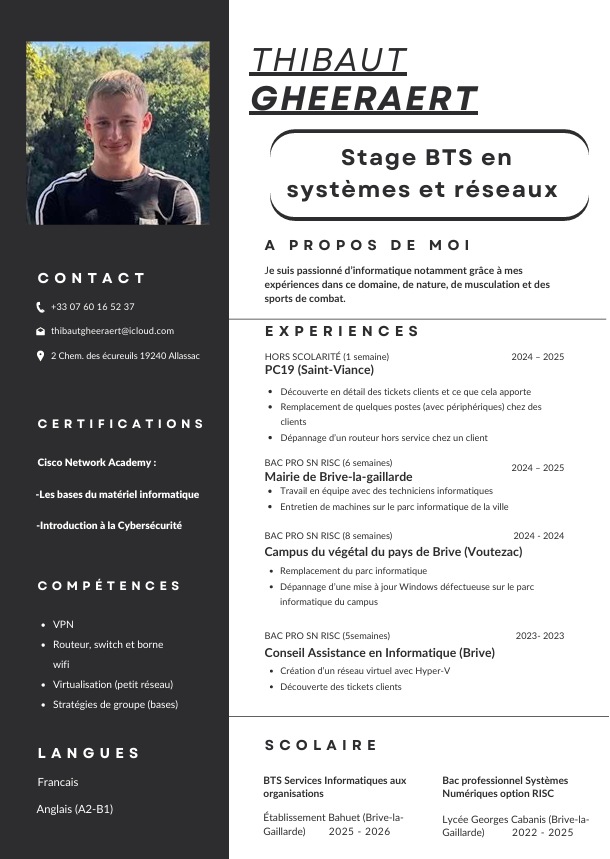 THIBAUT
GHEERAERT
Stage BTS en
systèmes et réseaux
CONTACT
+33 07 60 16 52 37
thibautgheeraert@icloud.com
2 Chem. des écureuils 19240 Allassac
CERTIFICATIONS
Cisco Network Academy :
-Les bases du matériel informatique
-Introduction à la Cybersécurité
COMPÉTENCES
• VPN
• Routeur, switch et borne
wifi
• Virtualisation (petit réseau)
• Stratégies de groupe (bases)
LANGUES
Francais
Anglais (A2-B1)
A PROPOS DE MOI
Je suis passionné d'informatique notamment grâce à mes
expériences dans ce domaine, de nature, de musculation et des
sports de combat.
EXPERIENCES
HORS SCOLARITÉ (1 semaine) 2024 – 2025
PC19 (Saint-Viance)
• Découverte en détail des tickets clients et ce que cela apporte
• Remplacement de quelques postes (avec périphériques) chez des
clients
• Dépannage d'un routeur hors service chez un client
BAC PRO SN RISC (6 semaines) 2024 – 2025
Mairie de Brive-la-gaillarde
• Travail en équipe avec des techniciens informatiques
• Entretien de machines sur le parc informatique de la ville
BAC PRO SN RISC (8 semaines) 2024 - 2024
Campus du végétal du pays de Brive (Voutezac)
• Remplacement du parc informatique
• Dépannage d'une mise à jour Windows défectueuse sur le parc
informatique du campus
BAC PRO SN RISC (5semaines) 2023- 2023
Conseil Assistance en Informatique (Brive)
• Création d'un réseau virtuel avec Hyper-V
• Découverte des tickets clients
SCOLAIRE
BTS Services Informatiques aux
organisations
Établissement Bahuet (Brive-la-
Gaillarde) 2025 - 2026
Bac professionnel Systèmes
Numériques option RISC
Lycée Georges Cabanis (Brive-la-
Gaillarde) 2022 - 2025